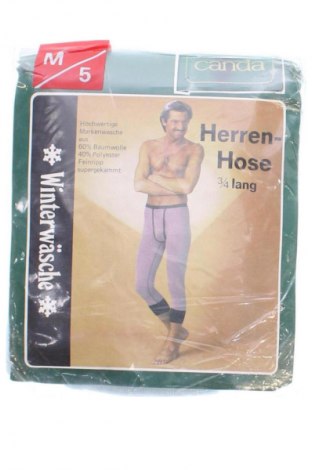 M
5
canda
Hochwertige
Markenwäsche
aus
60% Baumwolle
40% Polyester
Feinripp
supergekämmt
Herren-
Hose
¾ lang
Winterwäsche